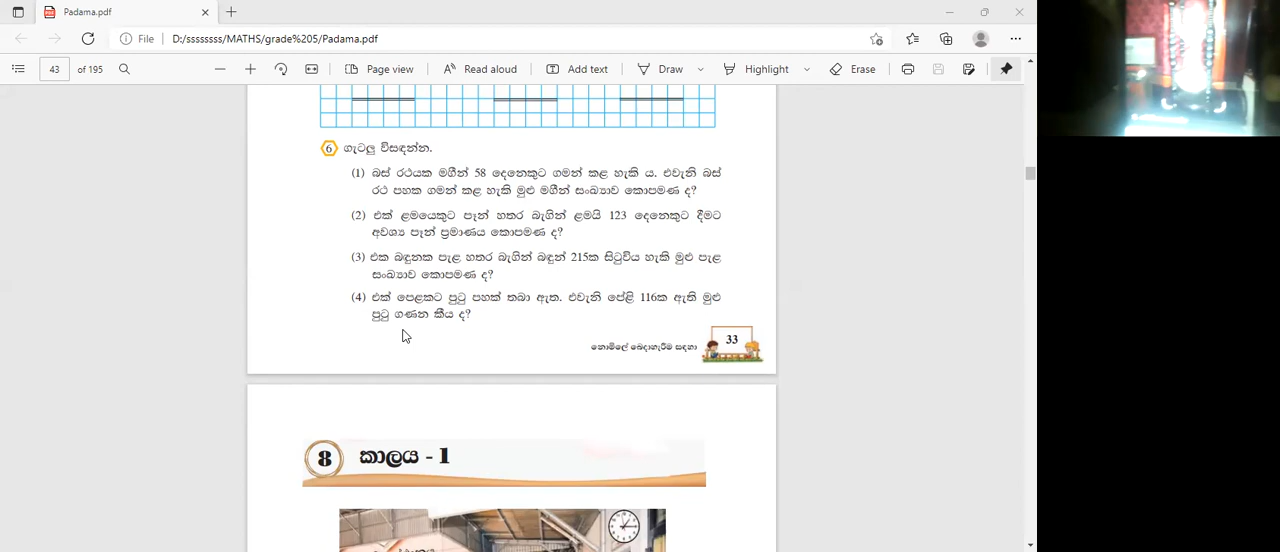 Padama.pdf
File D:/ssssssss/MATHS/grade%205/Padama.pdf
43 of 195 Page view Read aloud Add text Draw Highlight Erase
6 ගැටලු විසඳන්න.
(1) බස් රථයක මගීන් 58 දෙනෙකුට ගමන් කළ හැකි ය. එවැනි බස්
රථ පහක ගමන් කළ හැකි මුළු මගීන් සංඛ්‍යාව කොපමණ ද?
(2) එක් ළමයෙකුට පෑන් හතර බැගින් ළමයි 123 දෙනෙකුට දීමට
අවශ්‍ය පෑන් ප්‍රමාණය කොපමණ ද?
(3) එක බඳුනක පැළ හතර බැගින් බඳුන් 215ක සිටුවිය හැකි මුළු පැළ
සංඛ්‍යාව කොපමණ ද?
(4) එක් පෙළකට පුටු පහක් තබා ඇත. එවැනි පේළි 116ක ඇති මුළු
පුටු ගණන කීය ද?
නොමිලේ බෙදාහැරීම සඳහා
33
8 කාලය - 1